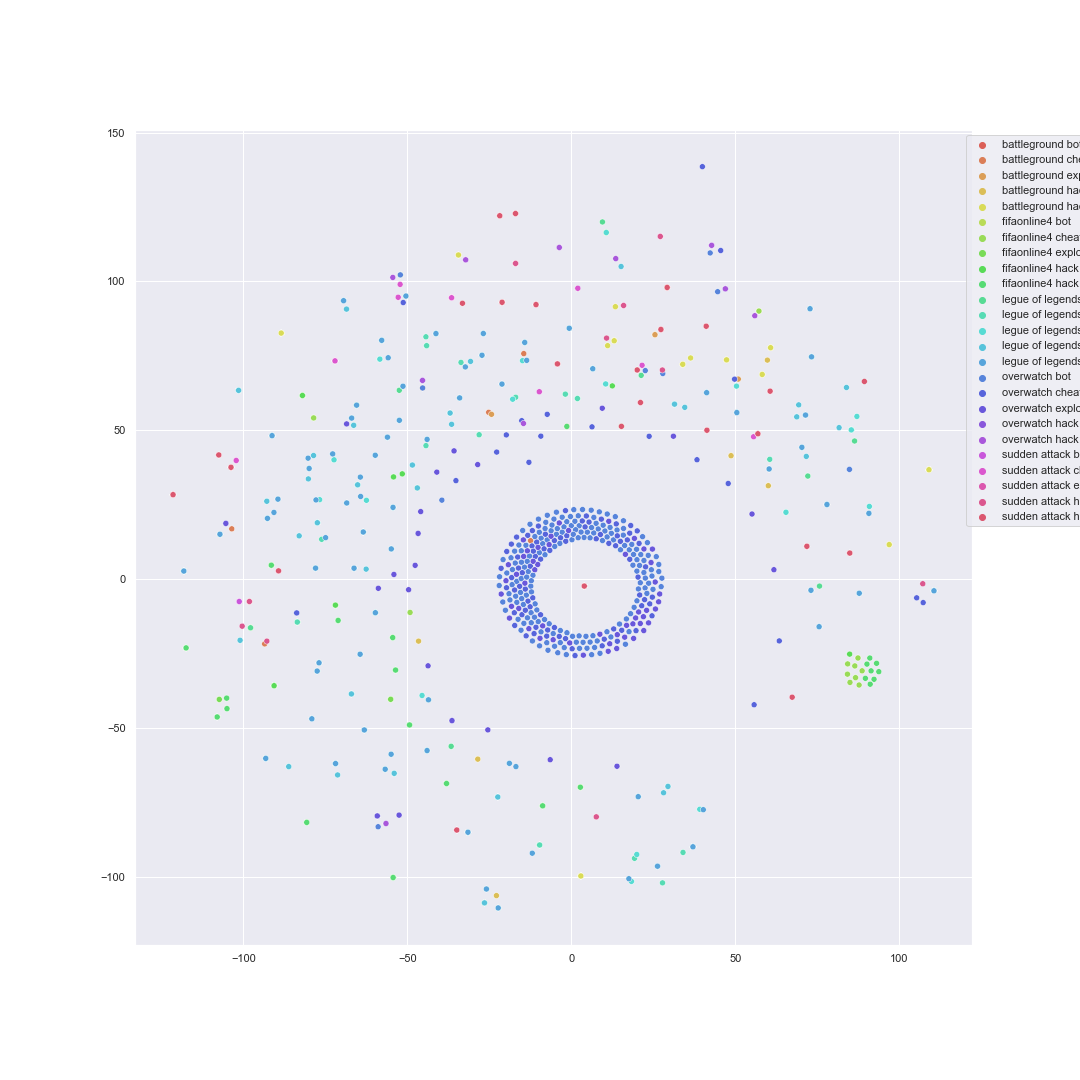 150
100
50
0
−50
−100
−100
−50
0
50
100
battleground bot
battleground che
battleground exp
battleground hac
battleground hac
fifaonline4 bot
fifaonline4 cheat
fifaonline4 explo
fifaonline4 hack
fifaonline4 hack
legue of legends
legue of legends
legue of legends
legue of legends
legue of legends
overwatch bot
overwatch cheat
overwatch explo
overwatch hack
overwatch hack
sudden attack b
sudden attack cl
sudden attack e
sudden attack h
sudden attack h